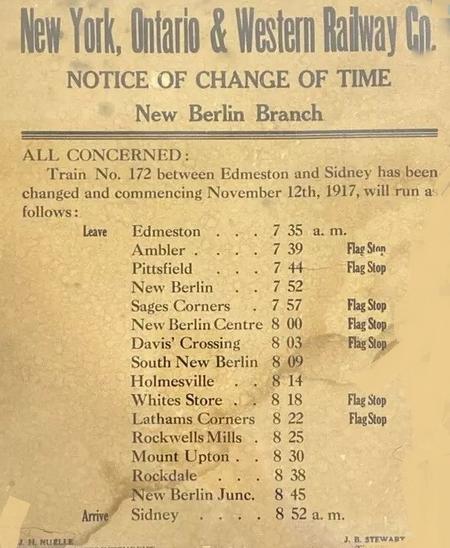 New York, Ontario & Western Railway Co.
NOTICE OF CHANGE OF TIME
New Berlin Branch
ALL CONCERNED:
Train No. 172 between Edmeston and Sidney has been
changed and commencing November 12th, 1917, will run as
follows:
Leave Edmeston . . . 7 35 a. m.
Ambler . . . . 7 39 Flag Stop
Pittsfield . . . . 7 44 Flag Stop
New Berlin . . . 7 52
Sages Corners . 7 57 Flag Stop
New Berlin Centre 8 00 Flag Stop
Davis' Crossing 8 03 Flag Stop
South New Berlin 8 09
Holmesville . . 8 14
Whites Store . . 8 18 Flag Stop
Lathams Corners 8 22 Flag Stop
Rockwells Mills . 8 25
Mount Upton . . 8 30
Rockdale . . . 8 38
New Berlin Junc. 8 45
Arrive Sidney . . . . 8 52 a. m.
J. H. NUELLE J. B. STEWART